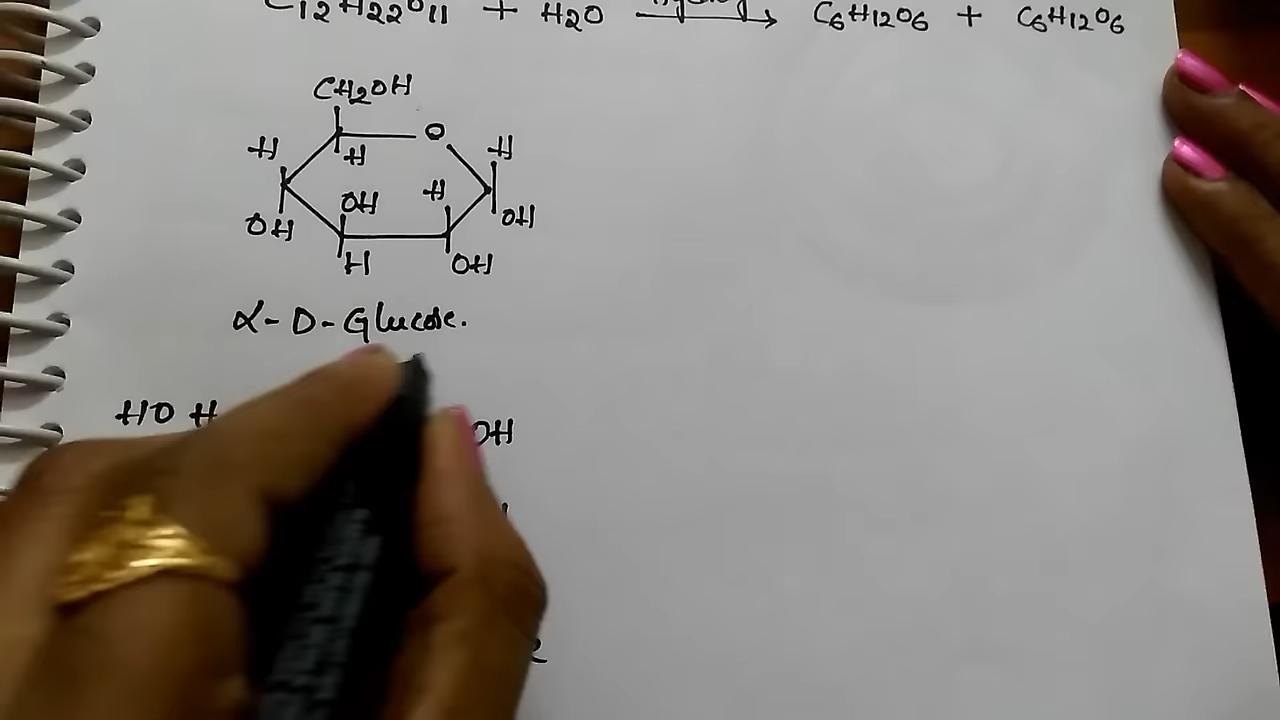 C12H22O11 + H2O → C6H12O6 + C6H12O6
CH2OH
H O H
H
OH H
OH OH
H OH
α-D-Glucose.
HO H OH